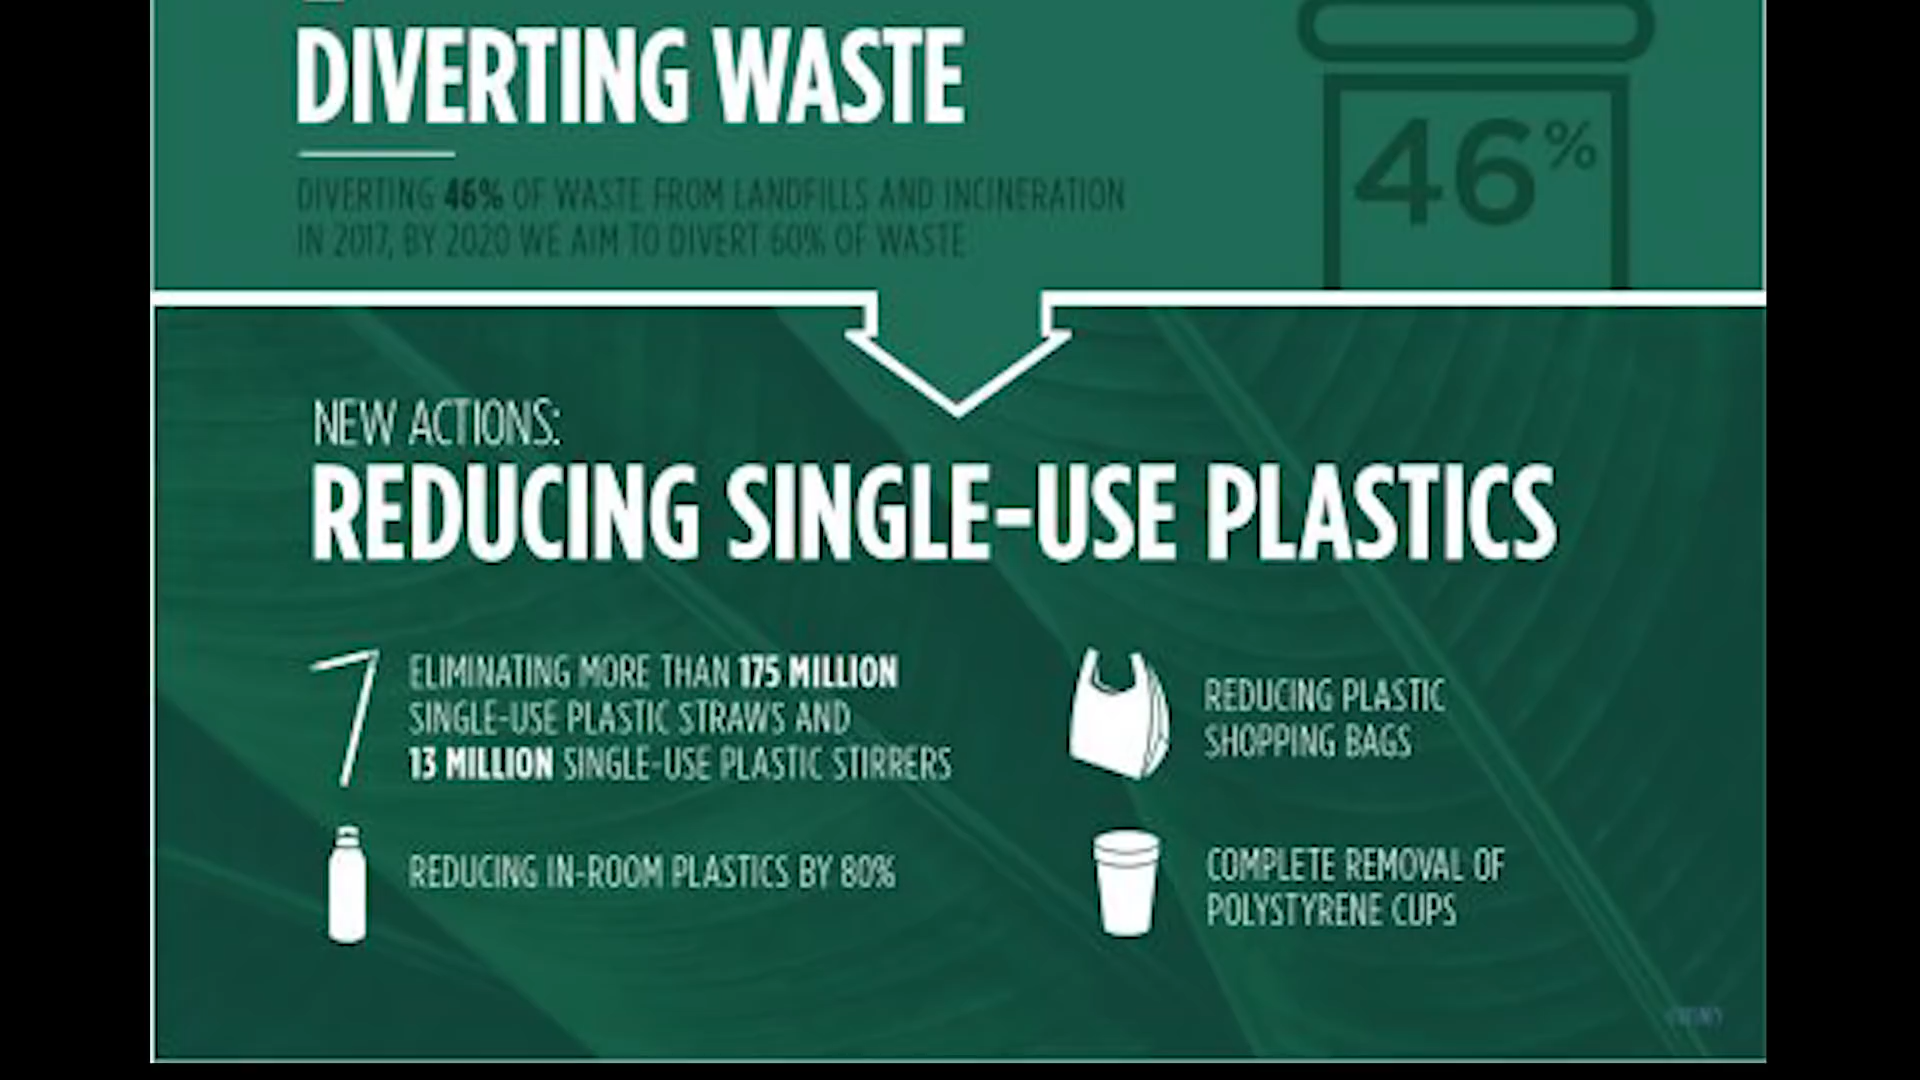 DIVERTING WASTE
DIVERTING 46% OF WASTE FROM LANDFILLS AND INCINERATION
IN 2017, BY 2020 WE AIM TO DIVERT 60% OF WASTE
46%
NEW ACTIONS:
REDUCING SINGLE-USE PLASTICS
ELIMINATING MORE THAN 175 MILLION
SINGLE-USE PLASTIC STRAWS AND
13 MILLION SINGLE-USE PLASTIC STIRRERS
REDUCING PLASTIC
SHOPPING BAGS
REDUCING IN-ROOM PLASTICS BY 80%
COMPLETE REMOVAL OF
POLYSTYRENE CUPS